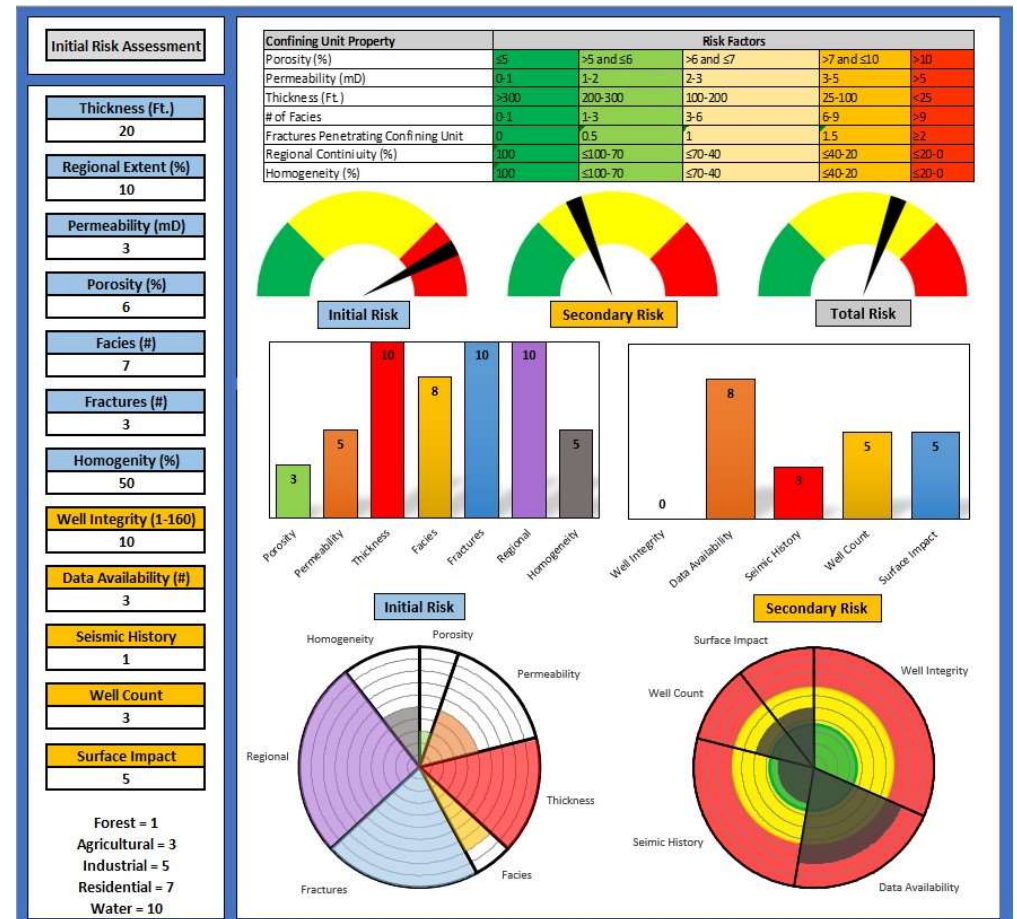 Initial Risk Assessment
Thickness (Ft.)
20
Regional Extent (%)
10
Permeability (mD)
3
Porosity (%)
6
Facies (#)
7
Fractures (#)
3
Homogenity (%)
50
Well Integrity (1-160)
10
Data Availability (#)
3
Seismic History
1
Well Count
3
Surface Impact
5
Forest = 1
Agricultural = 3
Industrial = 5
Residential = 7
Water = 10
Confining Unit Property Risk Factors
Porosity (%) ≤5 >5 and ≤6 >6 and ≤7 >7 and ≤10 >10
Permeability (mD) 0-1 1-2 2-3 3-5 >5
Thickness (Ft.) >300 200-300 100-200 25-100 <25
# of Facies 0-1 1-3 3-6 6-9 >9
Fractures Penetrating Confining Unit 0 0.5 1 1.5 ≥2
Regional Continiuity (%) 100 ≤100-70 ≤70-40 ≤40-20 ≤20-0
Homogeneity (%) 100 ≤100-70 ≤70-40 ≤40-20 ≤20-0
Initial Risk
Secondary Risk
Total Risk
3 5 10 8 10 10 5
Porosity Permeability Thickness Facies Fractures Regional Homogeneity
0 8 3 5 5
Well Integrity Data Availability Seimic History Well Count Surface Impact
Initial Risk
Homogeneity
Porosity
Permeability
Regional
Thickness
Fractures
Facies
Secondary Risk
Surface Impact
Well Integrity
Well Count
Seimic History
Data Availability